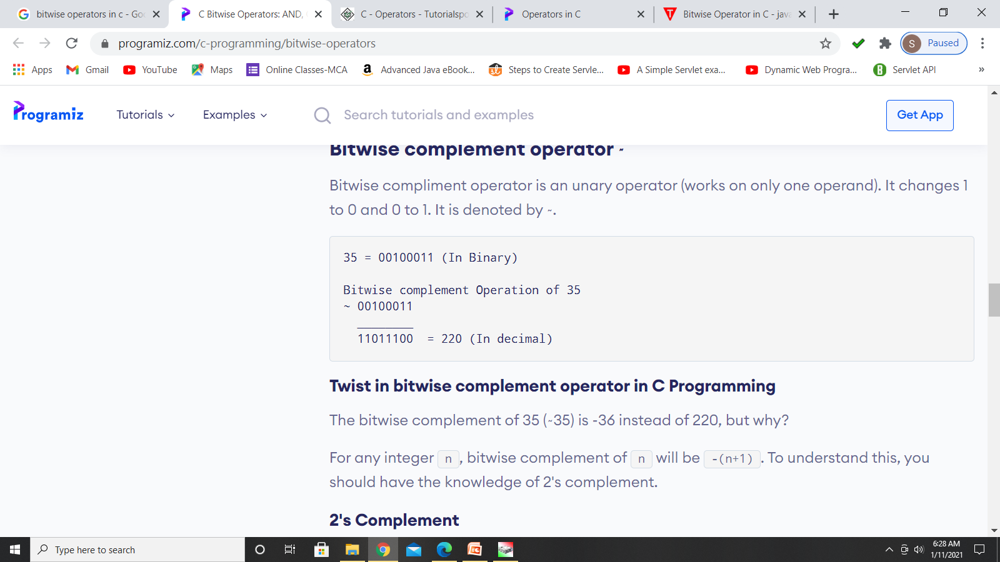 bitwise operators in c - Goo
C Bitwise Operators: AND,
C - Operators - Tutorialspo
Operators in C
Bitwise Operator in C - java
programiz.com/c-programming/bitwise-operators
S Paused
Apps Gmail YouTube Maps Online Classes-MCA Advanced Java eBook... Steps to Create Servle... A Simple Servlet exa... Dynamic Web Progra... Servlet API »
Programiz Tutorials Examples Search tutorials and examples Get App
Bitwise complement operator ~
Bitwise compliment operator is an unary operator (works on only one operand). It changes 1
to 0 and 0 to 1. It is denoted by ~.
35 = 00100011 (In Binary)
Bitwise complement Operation of 35
~ 00100011
________
11011100 = 220 (In decimal)
Twist in bitwise complement operator in C Programming
The bitwise complement of 35 (~35) is -36 instead of 220, but why?
For any integer n, bitwise complement of n will be -(n+1). To understand this, you
should have the knowledge of 2's complement.
2's Complement
Type here to search
6:28 AM
1/11/2021